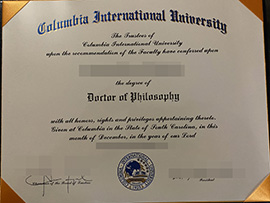 Columbia International University
The Trustees of
Columbia International University
upon the recommendation of the Faculty have conferred upon
the degree of
Doctor of Philosophy
with all honors, rights and privileges appertaining thereto.
Given at Columbia in the State of South Carolina, in this
month of December, in the year of our Lord
President